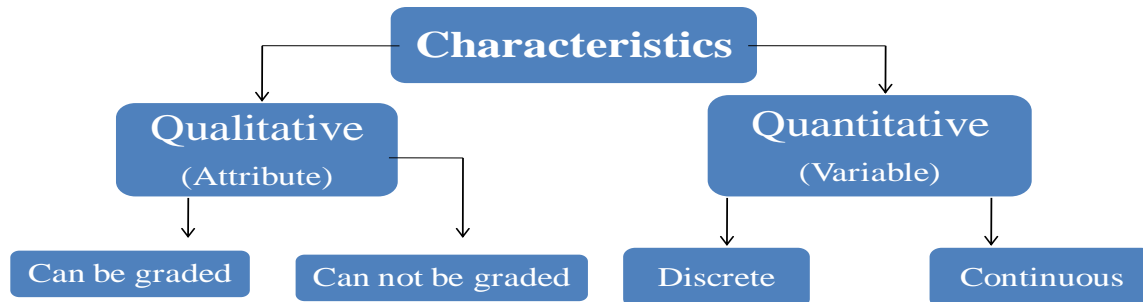 Characteristics
Qualitative
(Attribute)
Quantitative
(Variable)
Can be graded
Can not be graded
Discrete
Continuous